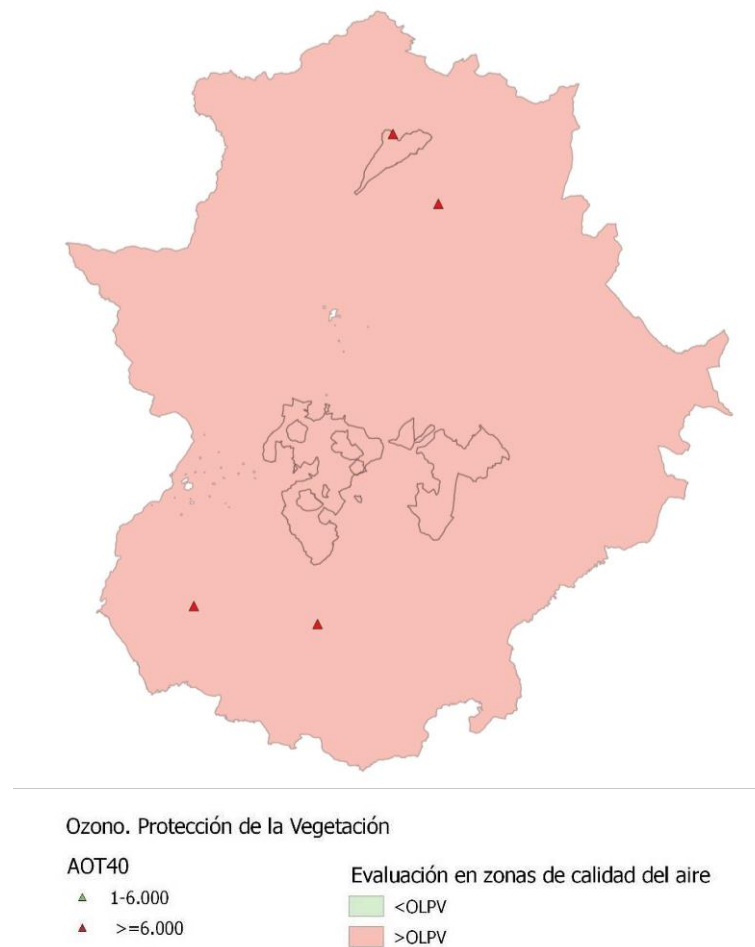 Ozono. Protección de la Vegetación
AOT40
1-6.000
>=6.000
Evaluación en zonas de calidad del aire
<OLPV
>OLPV